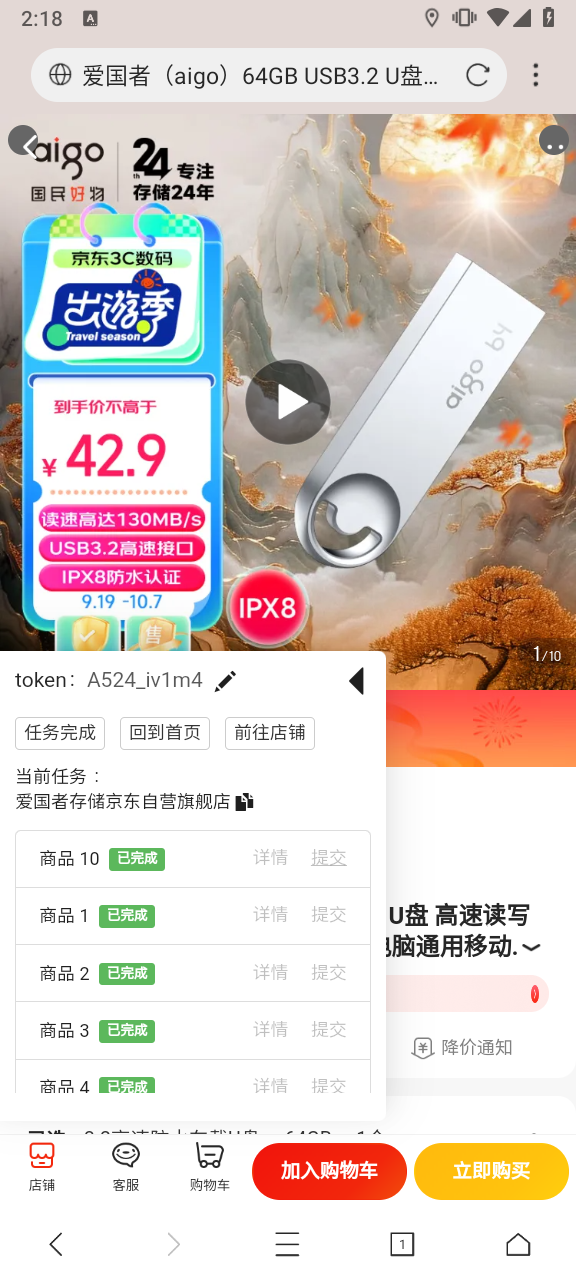 2:18 A
爱国者（aigo）64GB USB3.2 U盘...
aigo 24th 专注
国民好物 存储24年
京东3C数码
出游季
Travel season
到手价不高于
¥ 42.9
读速高达130MB/s
USB3.2高速接口
IPX8防水认证
9.19 -10.7
aigo
IPX8
售
1/10
token： A524_iv1m4
任务完成 回到首页 前往店铺
当前任务：
爱国者存储京东自营旗舰店
商品 10 已完成 详情 提交
商品 1 已完成 详情 提交
U盘 高速读写
脑通用移动.
商品 2 已完成 详情 提交
商品 3 已完成 详情 提交
降价通知
商品 4 已完成 详情 提交
店铺 客服 购物车 加入购物车 立即购买
1